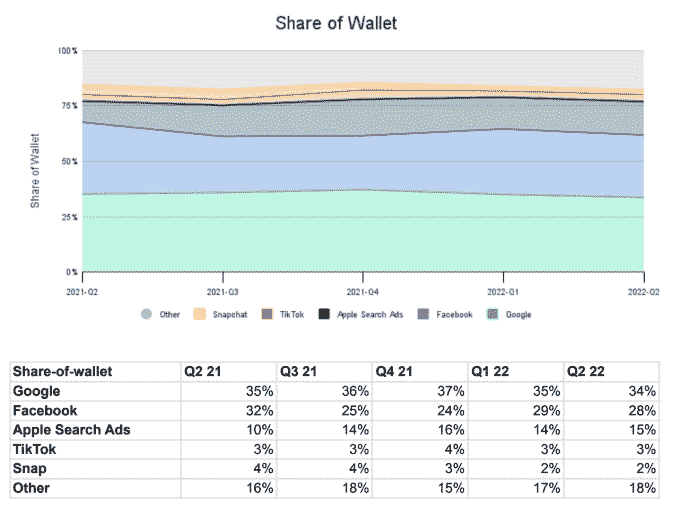 Share of Wallet
100%
75%
50%
25%
0%
Share of Wallet
2021-Q2 2021-Q3 2021-Q4 2022-Q1 2022-Q2
Other Snapchat TikTok Apple Search Ads Facebook Google
Share-of-wallet Q2 21 Q3 21 Q4 21 Q1 22 Q2 22
Google 35% 36% 37% 35% 34%
Facebook 32% 25% 24% 29% 28%
Apple Search Ads 10% 14% 16% 14% 15%
TikTok 3% 3% 4% 3% 3%
Snap 4% 4% 3% 2% 2%
Other 16% 18% 15% 17% 18%